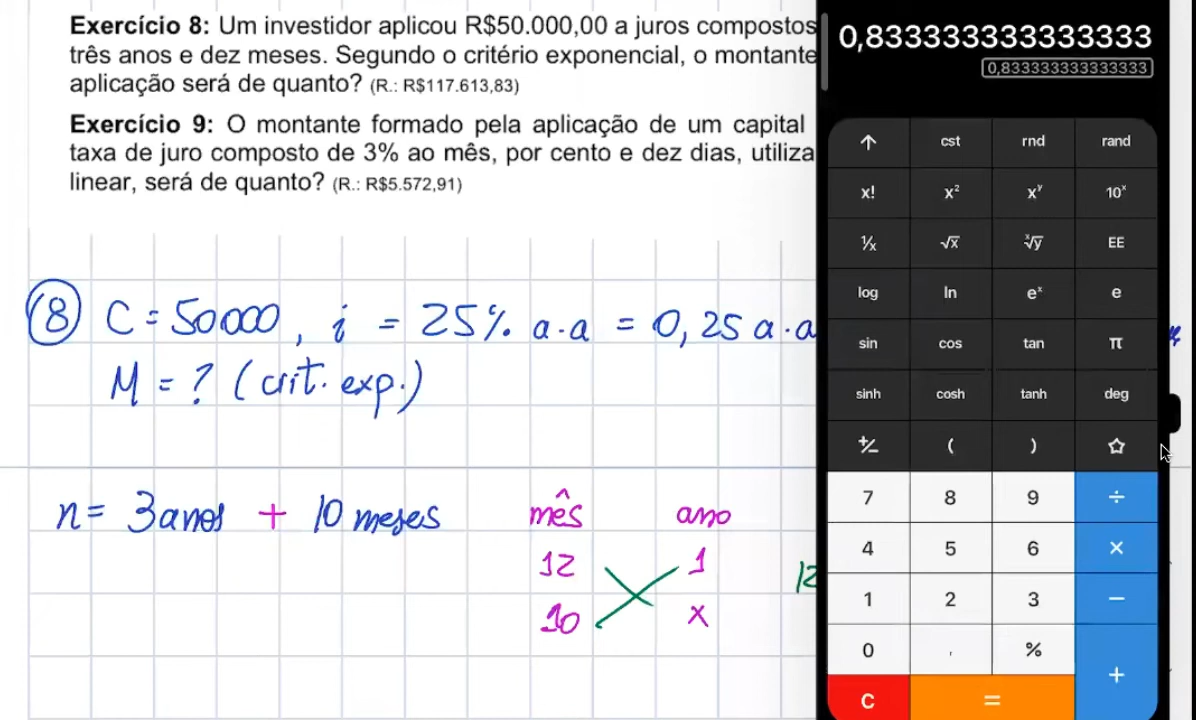 Exercício 8: Um investidor aplicou R$50.000,00 a juros compostos
três anos e dez meses. Segundo o critério exponencial, o montante
aplicação será de quanto? (R.: R$117.613,83)
Exercício 9: O montante formado pela aplicação de um capital
taxa de juro composto de 3% ao mês, por cento e dez dias, utiliza
linear, será de quanto? (R.: R$5.572,91)
8 C = 50000, i = 25% a.a = 0,25 a.a
M = ? (crit. exp.)
n = 3 anos + 10 meses
mês ano
12 1
10 x
12
0,833333333333333
0,833333333333333
↑ cst rnd rand
x! x² xʸ 10ˣ
¹/x √x ˣ√y EE
log ln eˣ e
sin cos tan π
sinh cosh tanh deg
+/− ( ) ☆
7 8 9 ÷
4 5 6 ×
1 2 3 −
0 , % +
C =